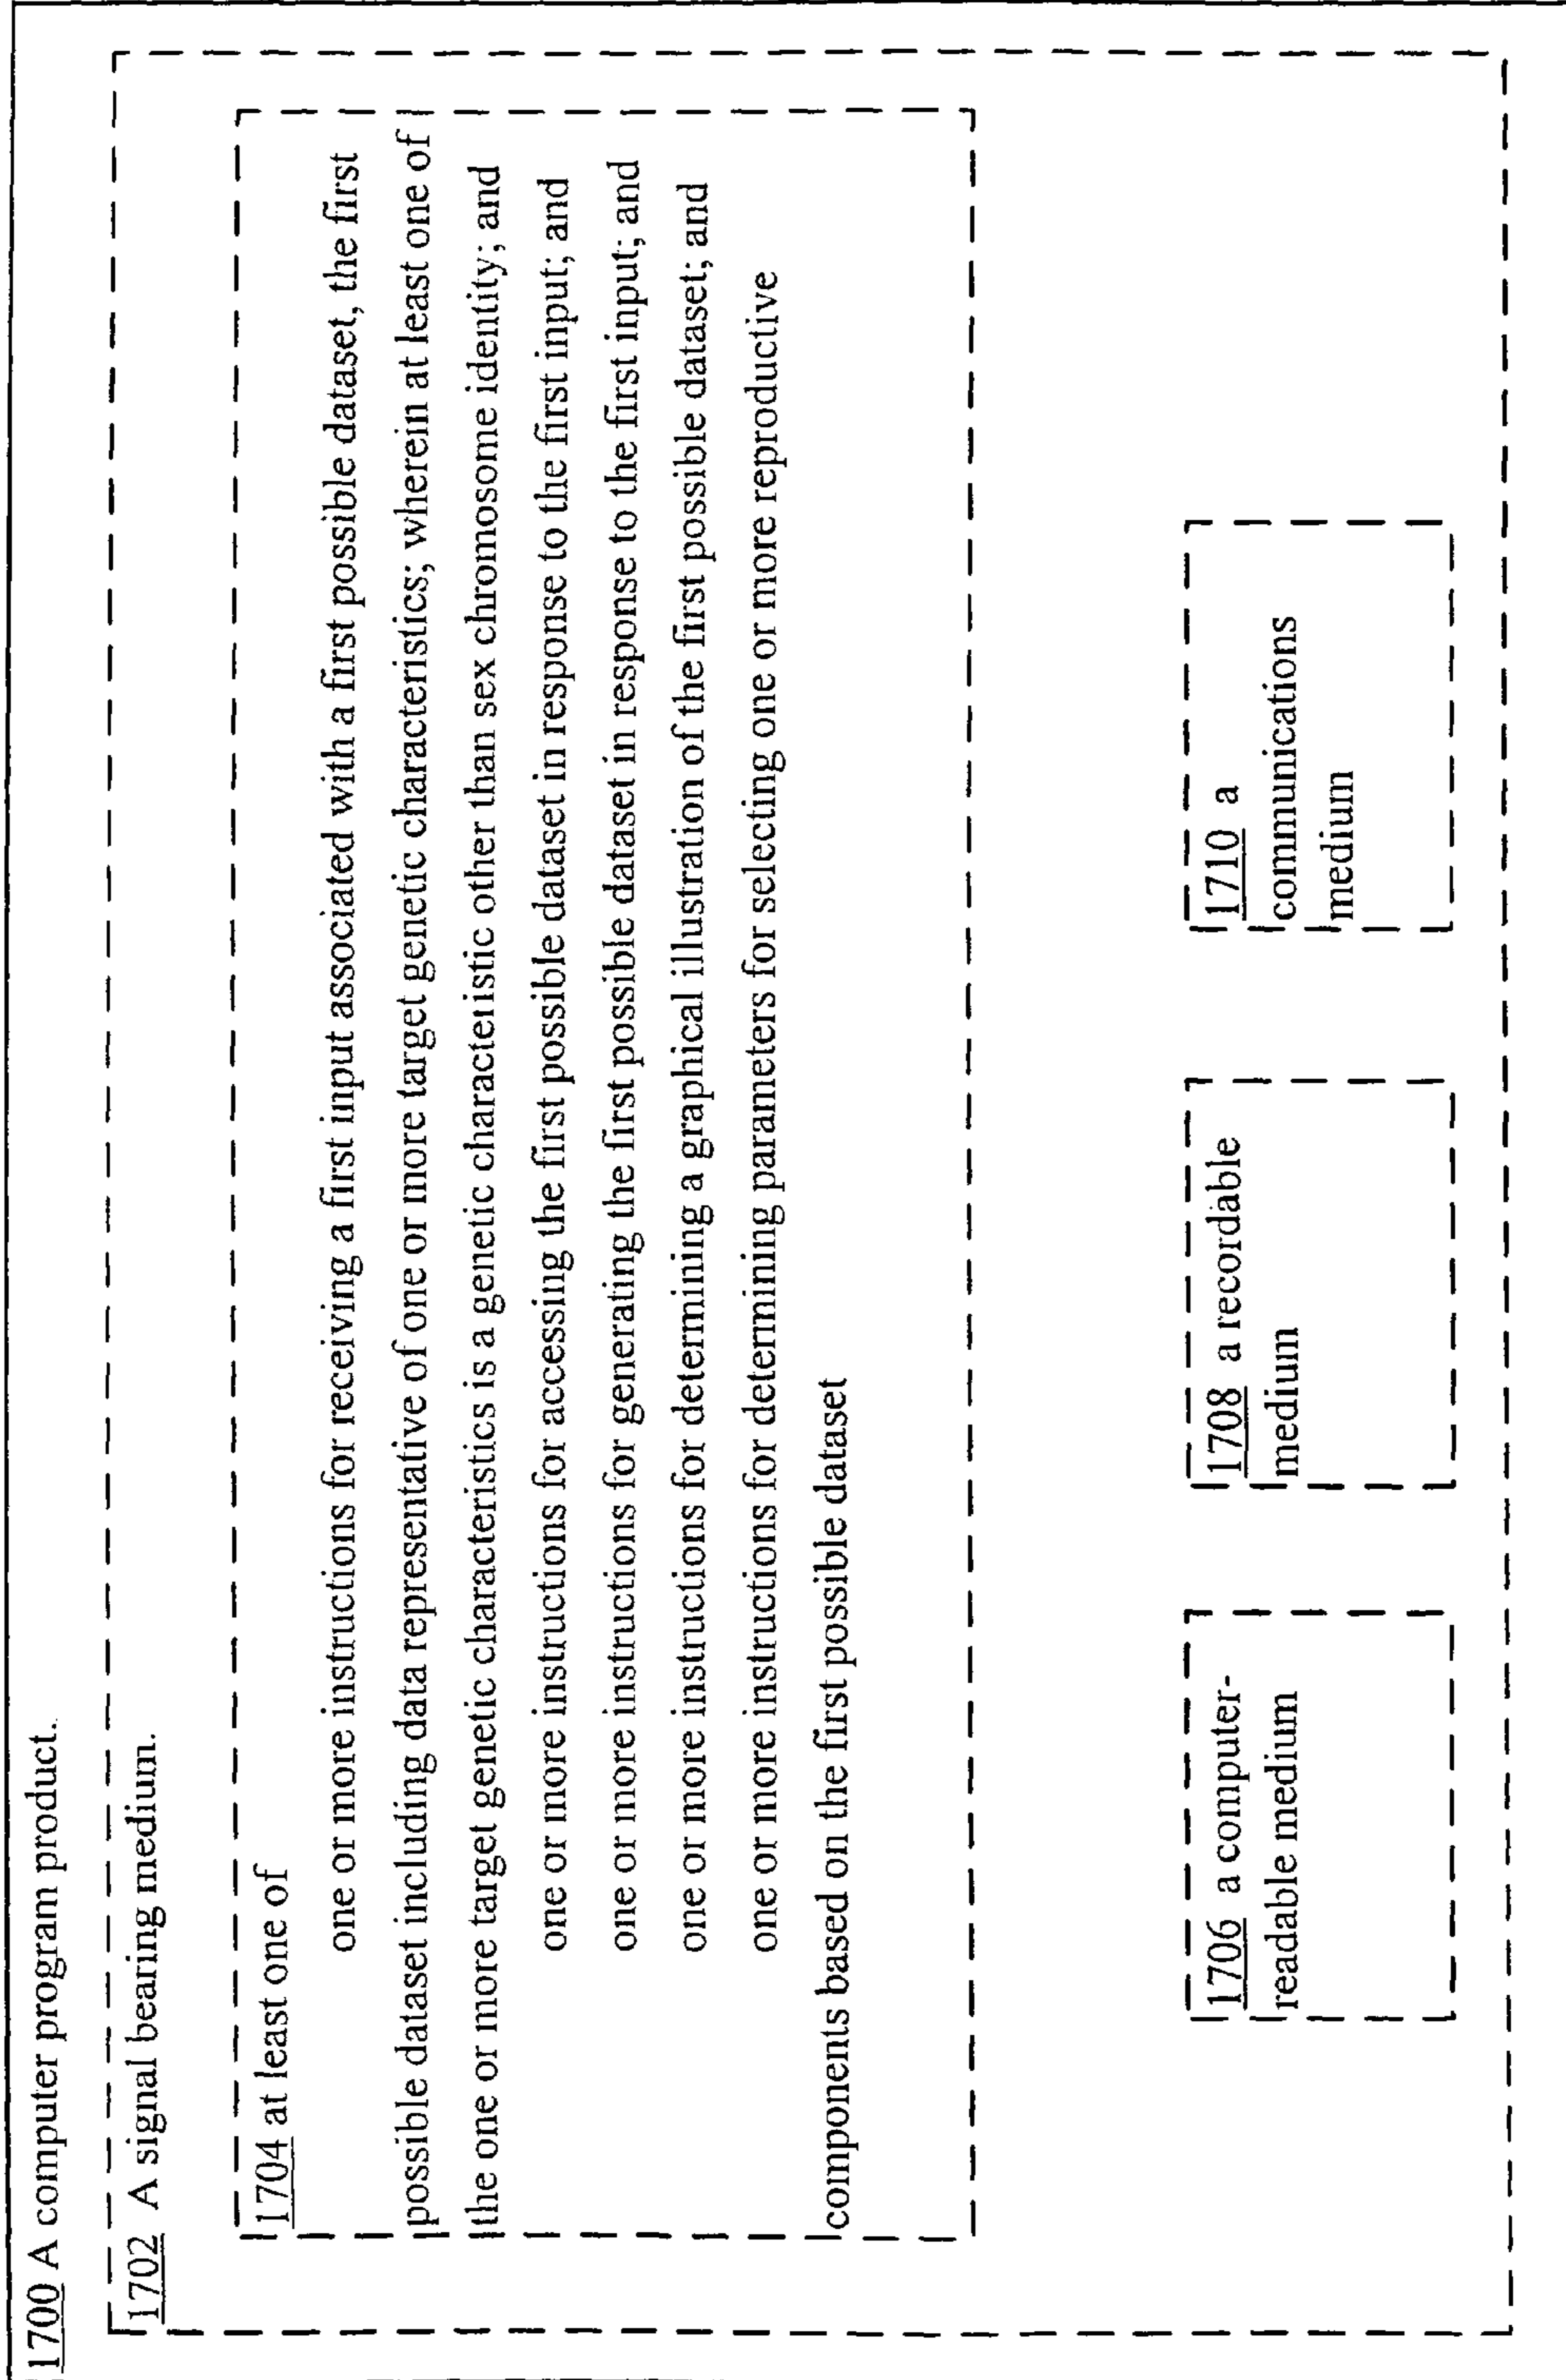 1700 A computer program product.
1702 A signal bearing medium.
1704 at least one of
one or more instructions for receiving a first input associated with a first possible dataset, the first
possible dataset including data representative of one or more target genetic characteristics; wherein at least one of
the one or more target genetic characteristics is a genetic characteristic other than sex chromosome identity; and
one or more instructions for accessing the first possible dataset in response to the first input; and
one or more instructions for generating the first possible dataset in response to the first input; and
one or more instructions for determining a graphical illustration of the first possible dataset; and
one or more instructions for determining parameters for selecting one or more reproductive
components based on the first possible dataset
1706 a computer-
readable medium
1708 a recordable
medium
1710 a
communications
medium